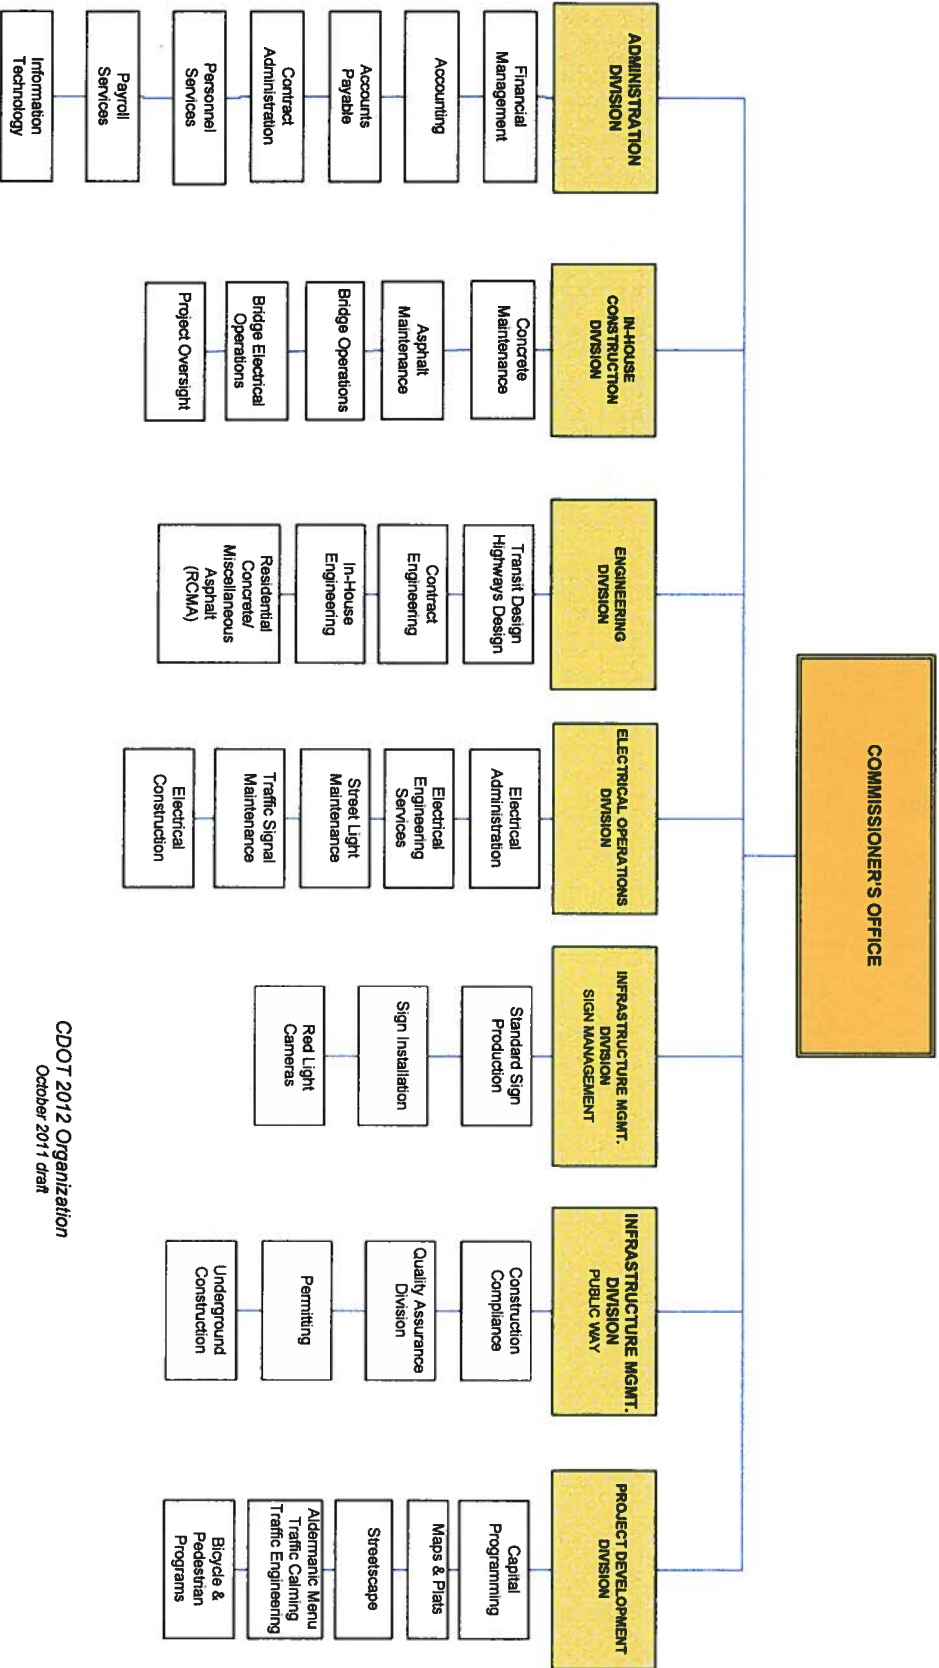 COMMISSIONER'S OFFICE
ADMINISTRATION
DIVISION
Financial
Management
Accounting
Accounts
Payable
Contract
Administration
Personnel
Services
Payroll
Services
Information
Technology
IN-HOUSE
CONSTRUCTION
DIVISION
Concrete
Maintenance
Asphalt
Maintenance
Bridge Operations
Bridge Electrical
Operations
Project Oversight
ENGINEERING
DIVISION
Transit Design
Highways Design
Contract
Engineering
In-House
Engineering
Residential
Concrete/
Miscellaneous
Asphalt
(RCMA)
ELECTRICAL OPERATIONS
DIVISION
Electrical
Administration
Electrical
Engineering
Services
Street Light
Maintenance
Traffic Signal
Maintenance
Electrical
Construction
INFRASTRUCTURE MGMT.
DIVISION
SIGN MANAGEMENT
Standard Sign
Production
Sign Installation
Red Light
Cameras
INFRASTRUCTURE MGMT.
DIVISION
PUBLIC WAY
Construction
Compliance
Quality Assurance
Division
Permitting
Underground
Construction
PROJECT DEVELOPMENT
DIVISION
Capital
Programming
Maps & Plats
Streetscape
Aldermanic Menu
Traffic Calming
Traffic Engineering
Bicycle &
Pedestrian
Programs
CDOT 2012 Organization
October 2011 draft